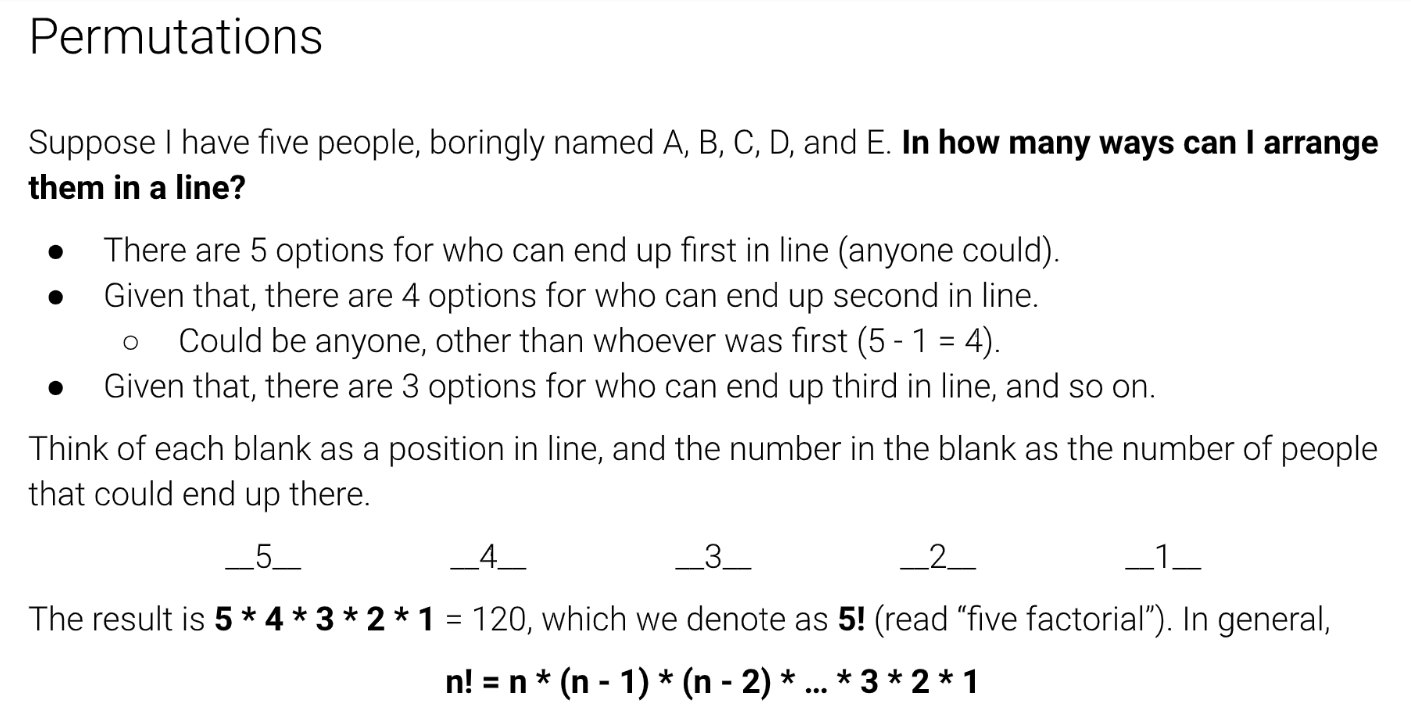 Permutations
Suppose I have five people, boringly named A, B, C, D, and E. In how many ways can I arrange
them in a line?
● There are 5 options for who can end up first in line (anyone could).
● Given that, there are 4 options for who can end up second in line.
○ Could be anyone, other than whoever was first (5 - 1 = 4).
● Given that, there are 3 options for who can end up third in line, and so on.
Think of each blank as a position in line, and the number in the blank as the number of people
that could end up there.
__5__ __4__ __3__ __2__ __1__
The result is 5 * 4 * 3 * 2 * 1 = 120, which we denote as 5! (read “five factorial”). In general,
n! = n * (n - 1) * (n - 2) * ... * 3 * 2 * 1